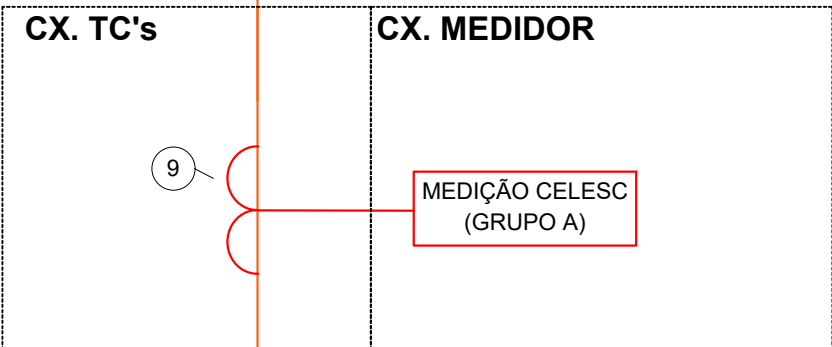 CX. TC's
CX. MEDIDOR
9
MEDIÇÃO CELESC
(GRUPO A)